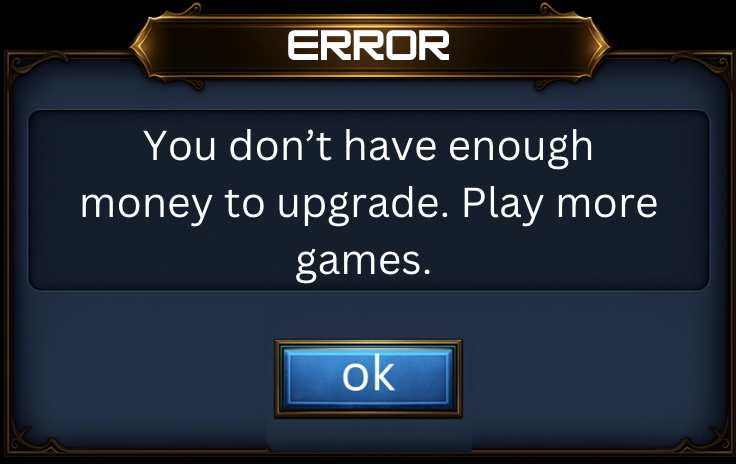 ERROR
You don’t have enough
money to upgrade. Play more
games.
ok